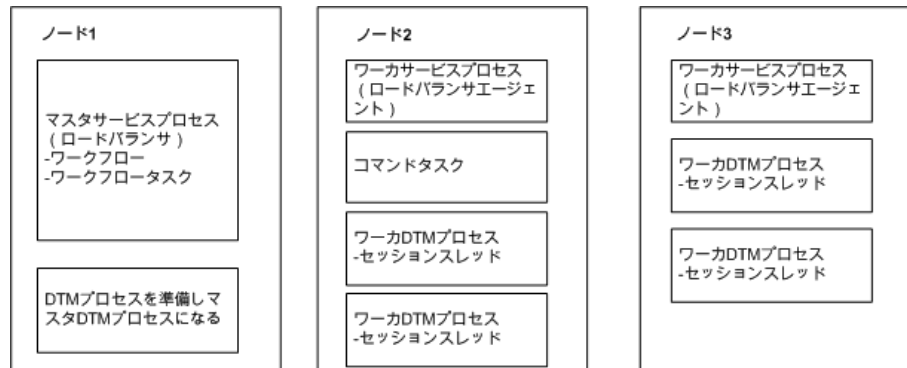 ノード1
マスタサービスプロセス
（ロードバランサ）
-ワークフロー
-ワークフロータスク
DTMプロセスを準備しマ
スタDTMプロセスになる
ノード2
ワーカサービスプロセス
（ロードバランサエージェ
ント）
コマンドタスク
ワーカDTMプロセス
-セッションスレッド
ワーカDTMプロセス
-セッションスレッド
ノード3
ワーカサービスプロセス
（ロードバランサエージェ
ント）
ワーカDTMプロセス
-セッションスレッド
ワーカDTMプロセス
-セッションスレッド